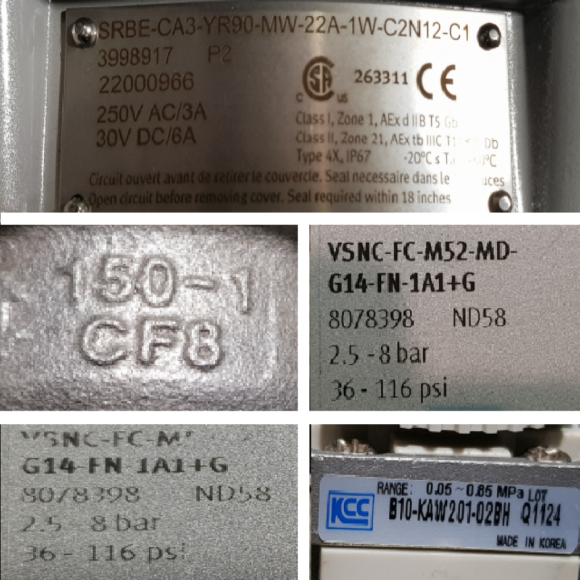 SRBE-CA3-YR90-MW-22A-1W-C2N12-C1
3998917 P2
22000966
250V AC/3A
30V DC/6A
C US
263311 CE
Class I, Zone 1, AEx d IIB T5 Gb
Class II, Zone 21, AEx tb IIIC Db
Type 4X, IP67 -20°C ≤
Circuit ouvert avant de retirer le couvercle. Seal necessaire dans le
Open circuit before removing cover. Seal required within 18 inches
150-1
CF8
VSNC-FC-M52-MD-
G14-FN-1A1+G
8078398 ND58
2.5 - 8 bar
36 - 116 psi
VSNC-FC-M
G14-FN-1A1+G
8078398 ND58
2.5 - 8 bar
36 - 116 psi
KCC
RANGE: 0.05 ~ 0.85 MPa LOT
B10-KAW201-02BH Q1124
MADE IN KOREA